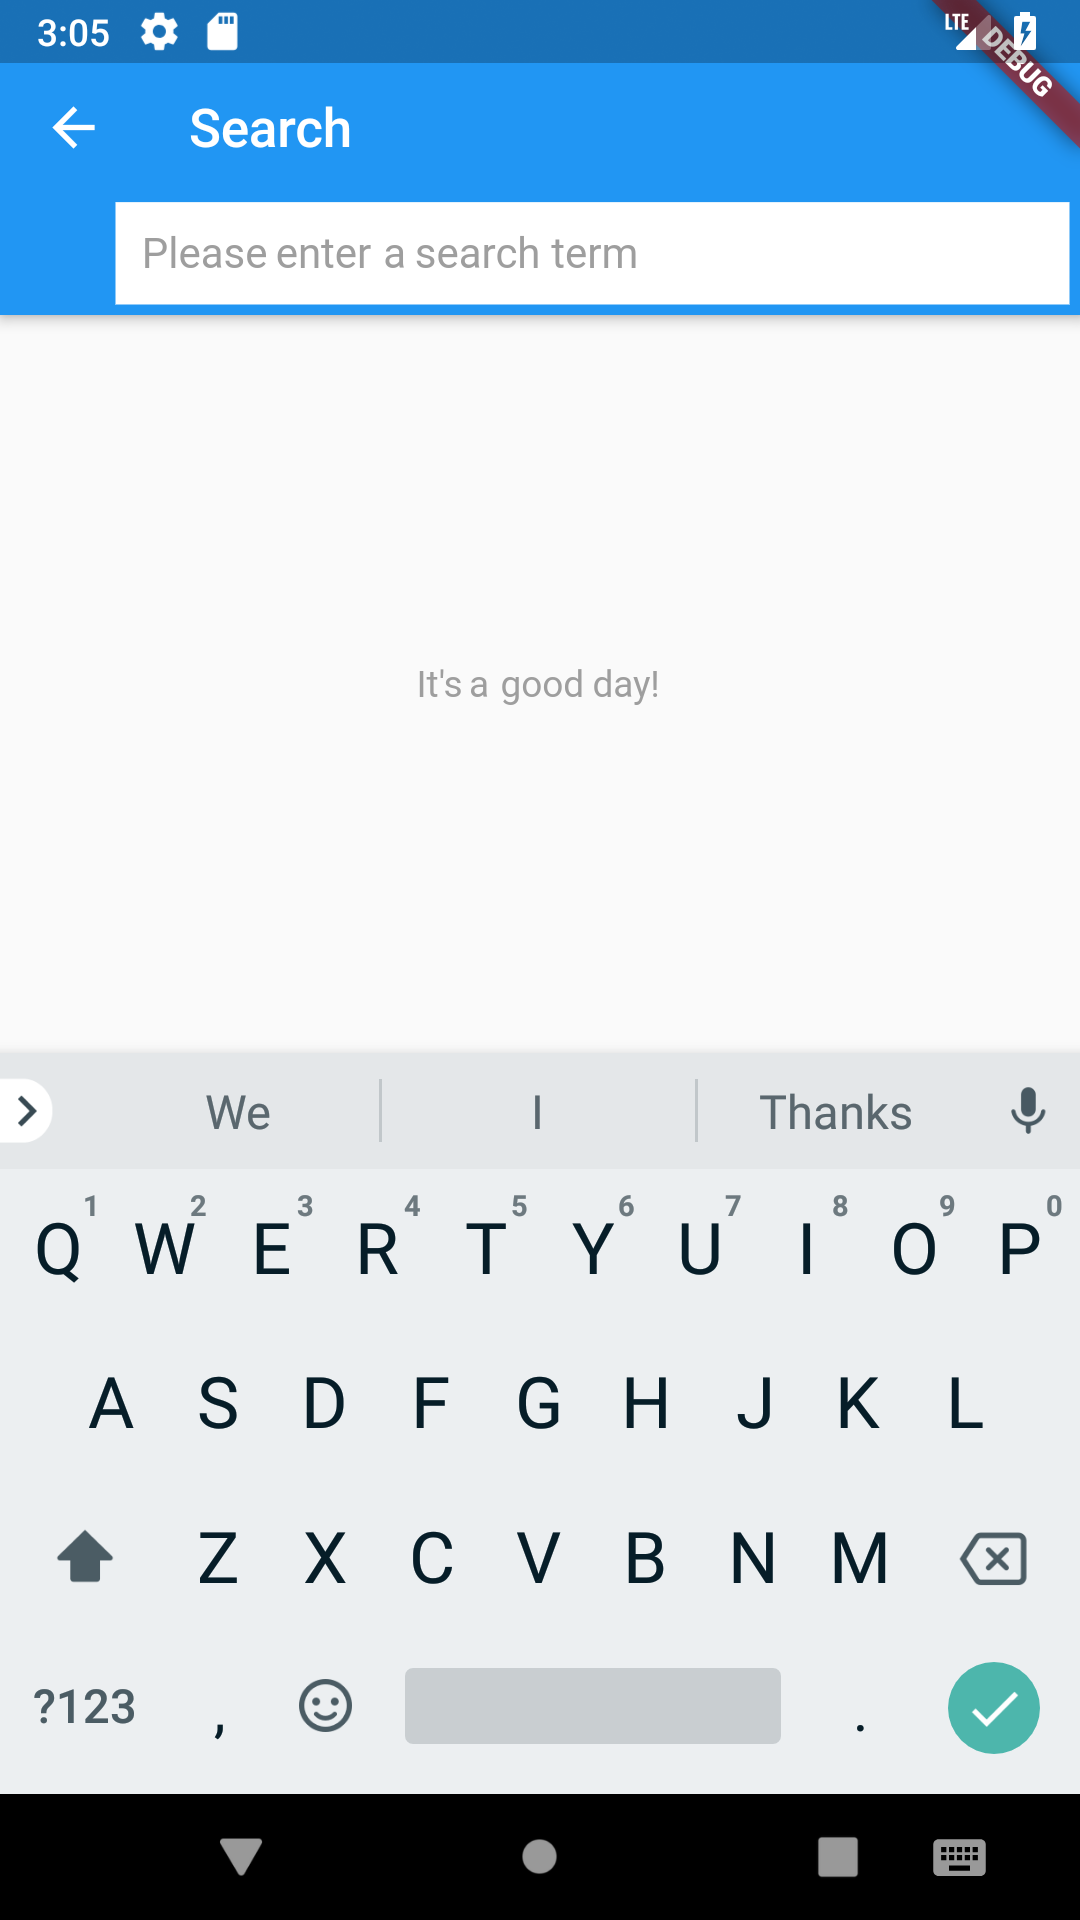 3:05 LTE
DEBUG
Search
Please enter a search term
It's a good day!
We I Thanks
1 2 3 4 5 6 7 8 9 0
Q W E R T Y U I O P
A S D F G H J K L
Z X C V B N M
?123 , .